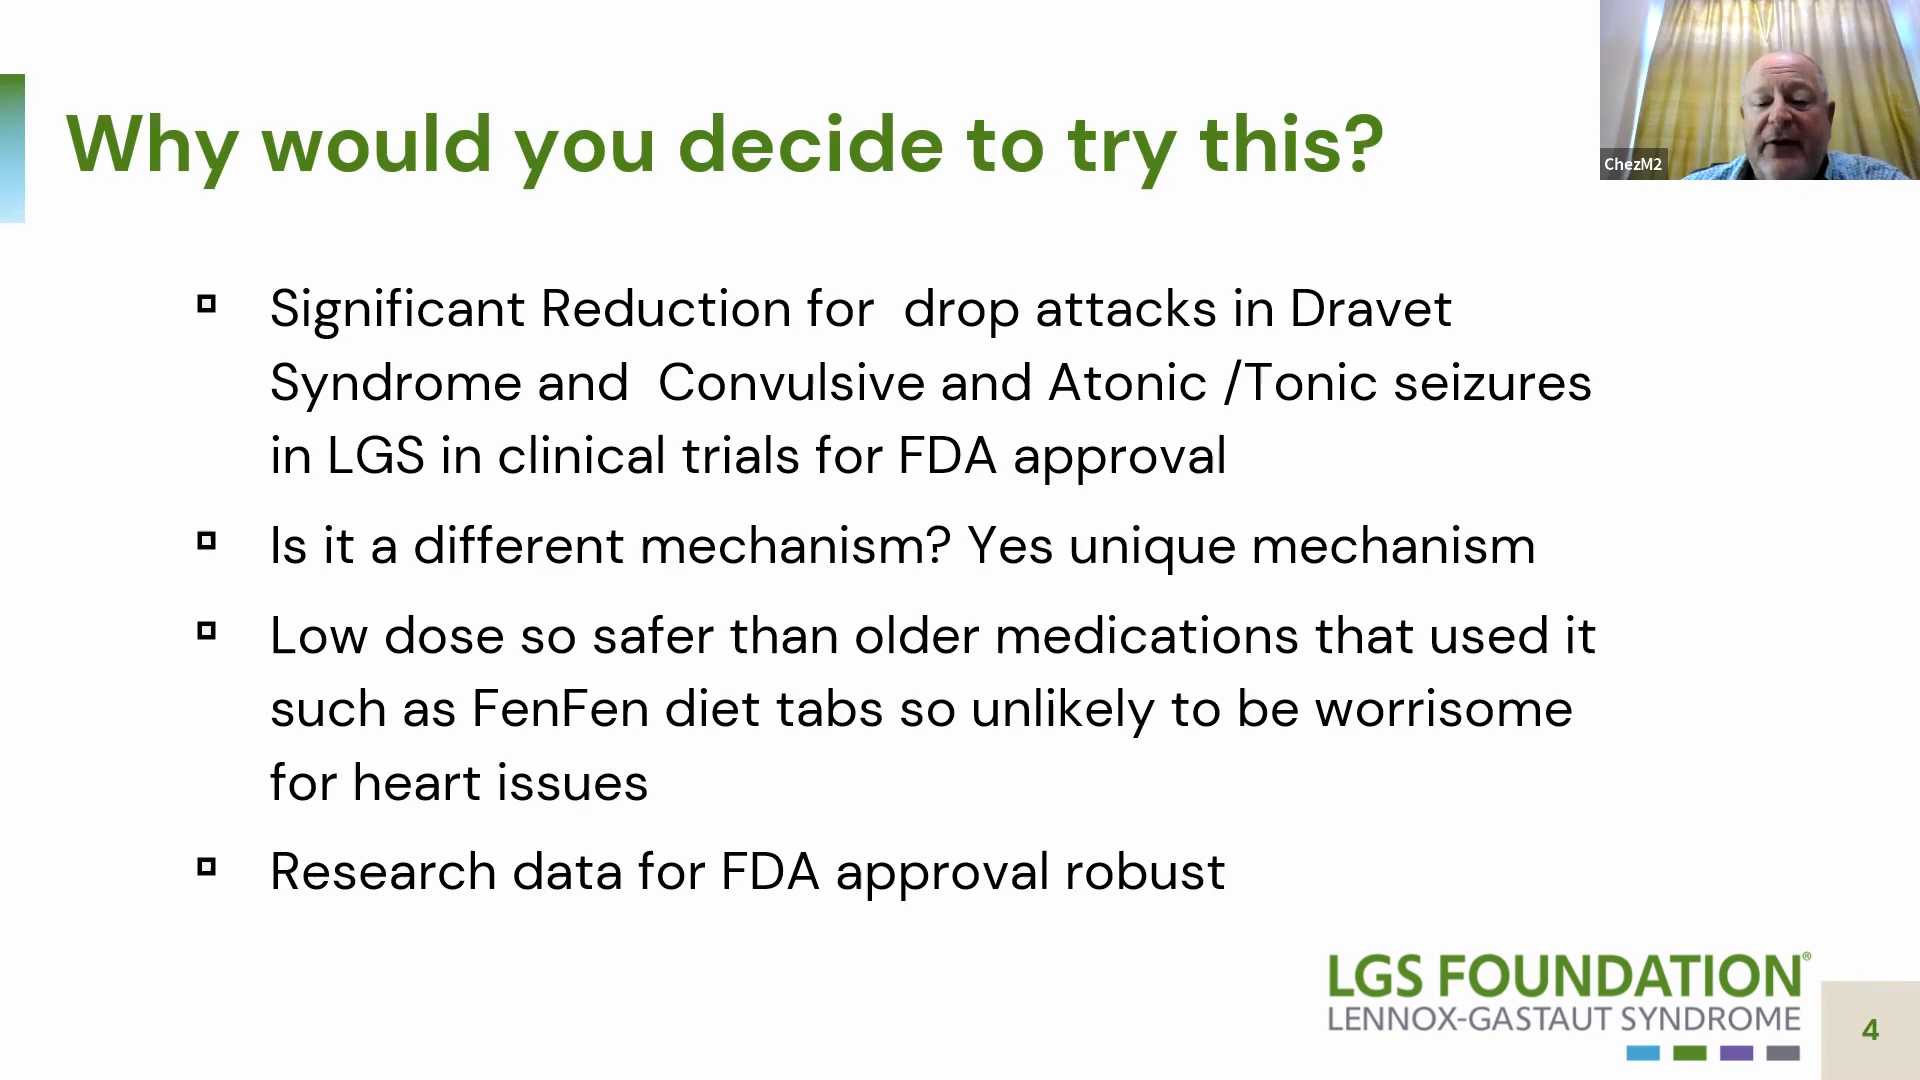 Why would you decide to try this?
ChezM2
Significant Reduction for  drop attacks in Dravet
Syndrome and  Convulsive and Atonic /Tonic seizures
in LGS in clinical trials for FDA approval
Is it a different mechanism? Yes unique mechanism
Low dose so safer than older medications that used it
such as FenFen diet tabs so unlikely to be worrisome
for heart issues
Research data for FDA approval robust
LGS FOUNDATION®
LENNOX-GASTAUT SYNDROME
4